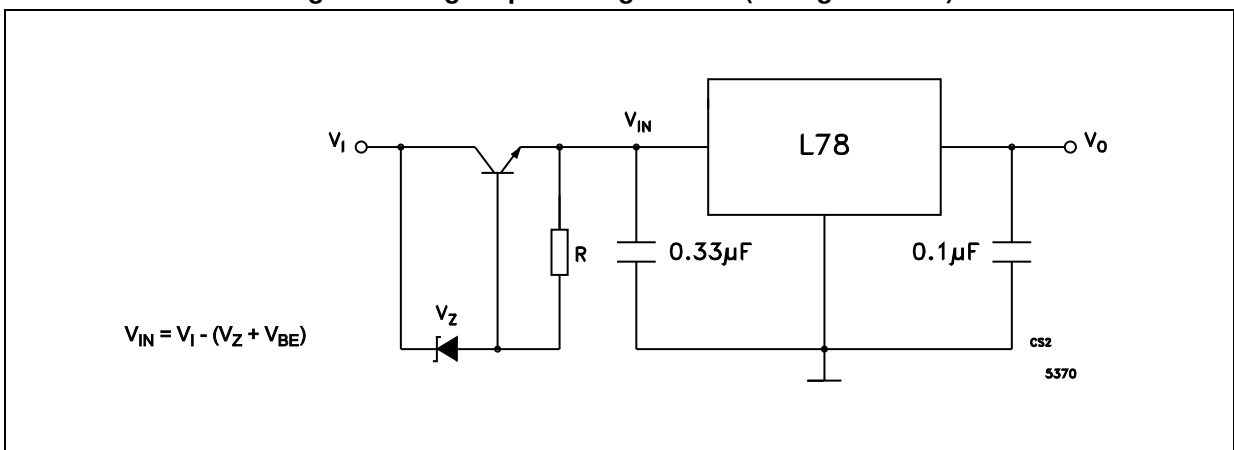 V_I
V_IN
L78
V_O
R
0.33µF
0.1µF
V_Z
V_IN = V_I - (V_Z + V_BE)
CS2
5370